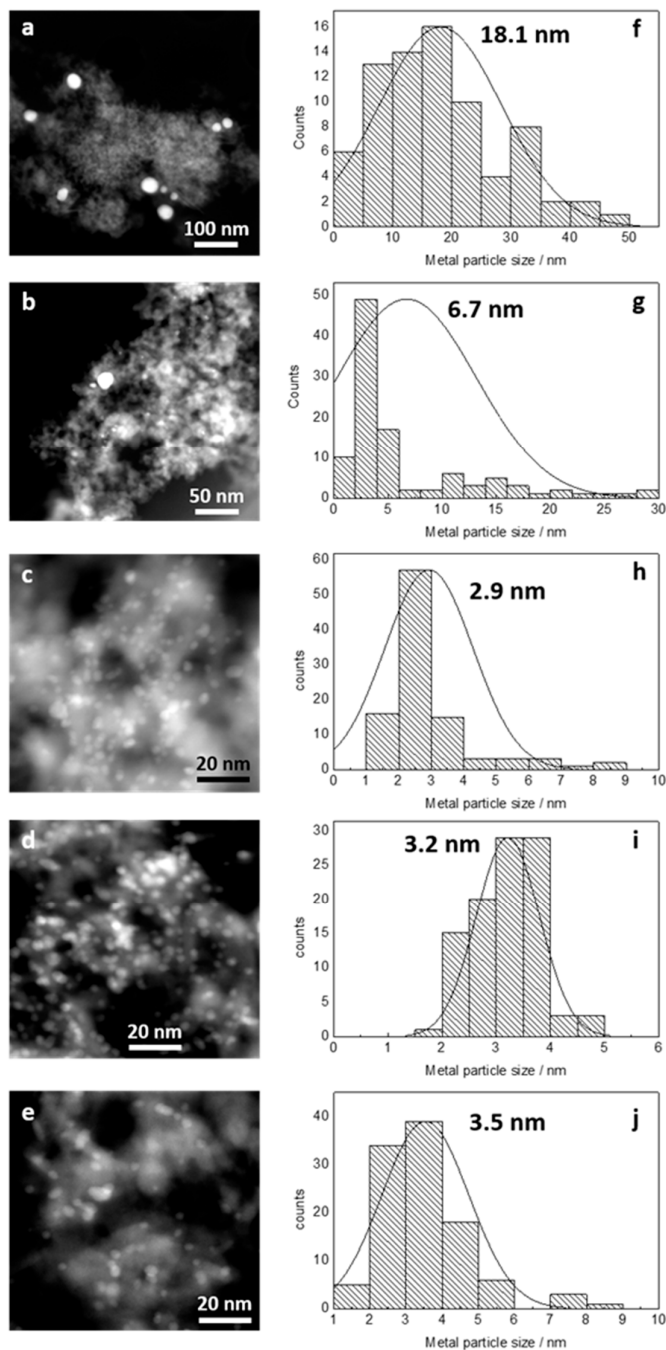 a
100 nm
f
18.1 nm
16
14
12
10
8
6
4
2
0
Counts
0 10 20 30 40 50
Metal particle size / nm
b
50 nm
g
6.7 nm
50
40
30
20
10
0
Counts
0 5 10 15 20 25 30
Metal particle size / nm
c
20 nm
h
2.9 nm
60
50
40
30
20
10
0
counts
0 1 2 3 4 5 6 7 8 9 10
Metal particle size / nm
d
20 nm
i
3.2 nm
30
25
20
15
10
5
0
counts
0 1 2 3 4 5 6
Metal particle size / nm
e
20 nm
j
3.5 nm
40
30
20
10
0
counts
1 2 3 4 5 6 7 8 9 10
Metal particle size / nm